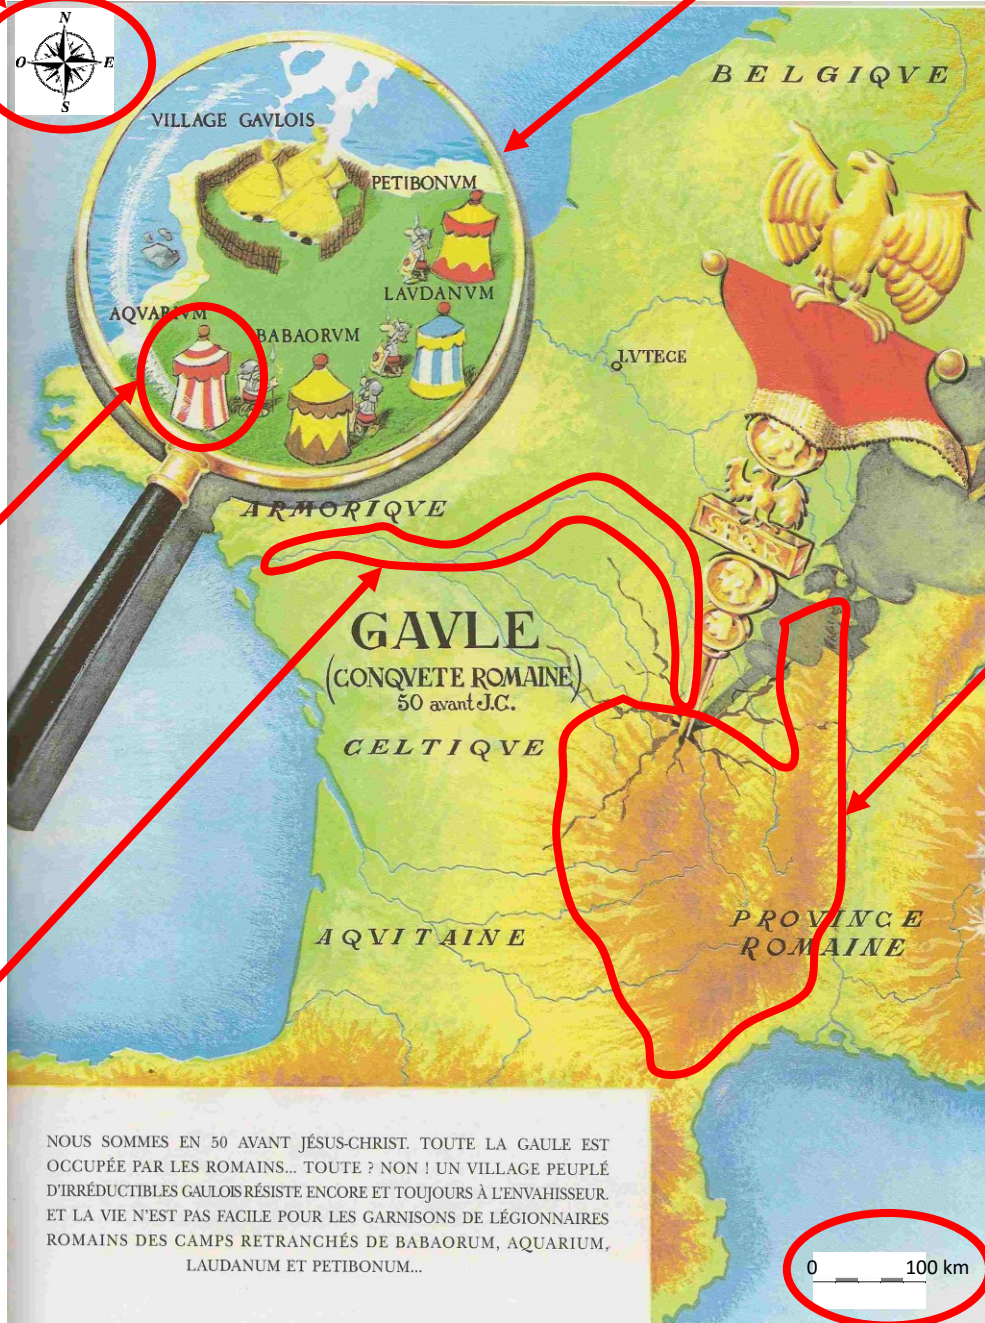 N
O E
S
VILLAGE GAVLOIS
PETIBONVM
LAVDANVM
AQVARIVM
BABAORVM
BELGIQVE
LVTECE
SPQR
ARMORIQVE
GAVLE
(CONQVETE ROMAINE)
50 avant J.C.
CELTIQVE
AQVITAINE
PROVINCE
ROMAINE
NOUS SOMMES EN 50 AVANT JÉSUS-CHRIST. TOUTE LA GAULE EST
OCCUPÉE PAR LES ROMAINS... TOUTE ? NON ! UN VILLAGE PEUPLÉ
D'IRRÉDUCTIBLES GAULOIS RÉSISTE ENCORE ET TOUJOURS À L'ENVAHISSEUR.
ET LA VIE N'EST PAS FACILE POUR LES GARNISONS DE LÉGIONNAIRES
ROMAINS DES CAMPS RETRANCHÉS DE BABAORUM, AQUARIUM,
LAUDANUM ET PETIBONUM...
0 100 km